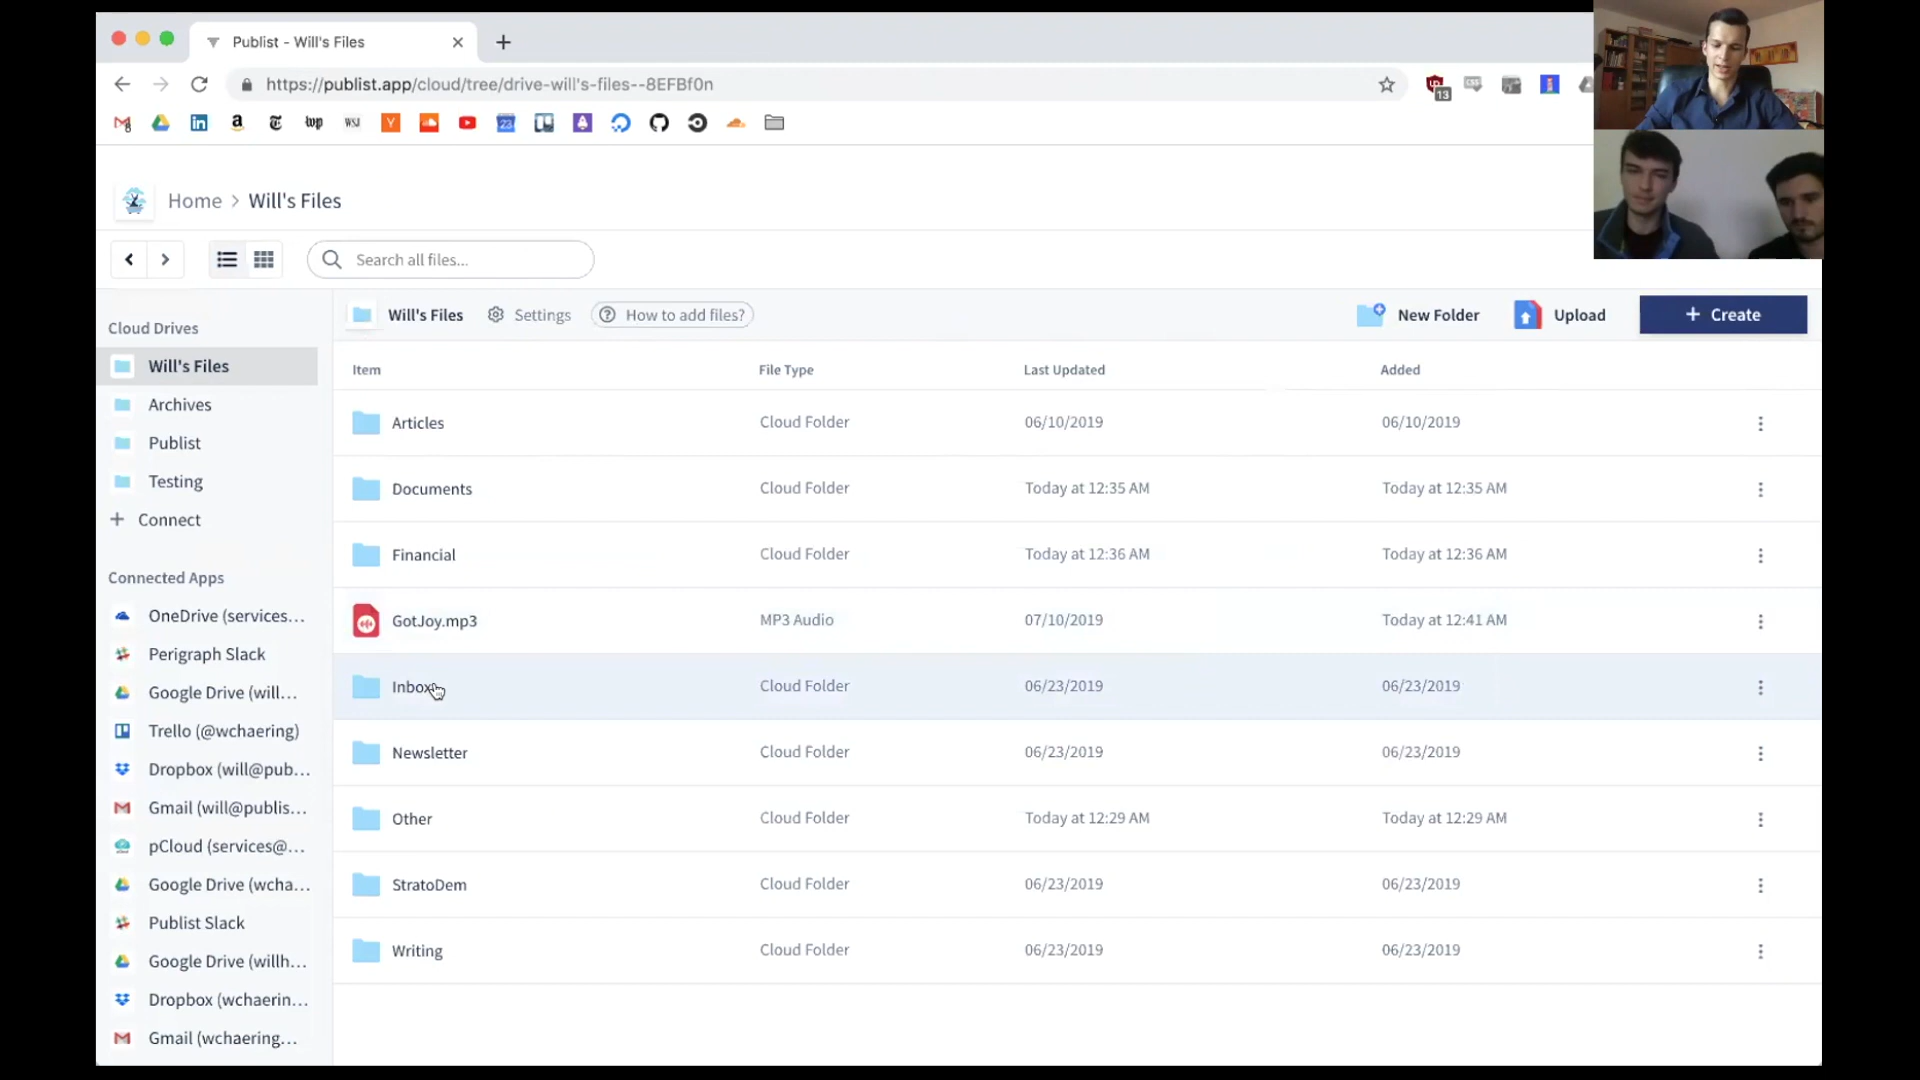 Publist - Will's Files
https://publist.app/cloud/tree/drive-will's-files--8EFBf0n
13
CSS
wp
WSJ
Y
23
Home > Will's Files
Search all files...
Cloud Drives
Will's Files
Archives
Publist
Testing
+ Connect
Connected Apps
OneDrive (services...
Perigraph Slack
Google Drive (will...
Trello (@wchaering)
Dropbox (will@pub...
Gmail (will@publis...
pCloud (services@...
Google Drive (wcha...
Publist Slack
Google Drive (willh...
Dropbox (wchaerin...
Gmail (wchaering...
Will's Files Settings ? How to add files? New Folder Upload + Create
Item File Type Last Updated Added
Articles Cloud Folder 06/10/2019 06/10/2019
Documents Cloud Folder Today at 12:35 AM Today at 12:35 AM
Financial Cloud Folder Today at 12:36 AM Today at 12:36 AM
GotJoy.mp3 MP3 Audio 07/10/2019 Today at 12:41 AM
Inbox Cloud Folder 06/23/2019 06/23/2019
Newsletter Cloud Folder 06/23/2019 06/23/2019
Other Cloud Folder Today at 12:29 AM Today at 12:29 AM
StratoDem Cloud Folder 06/23/2019 06/23/2019
Writing Cloud Folder 06/23/2019 06/23/2019